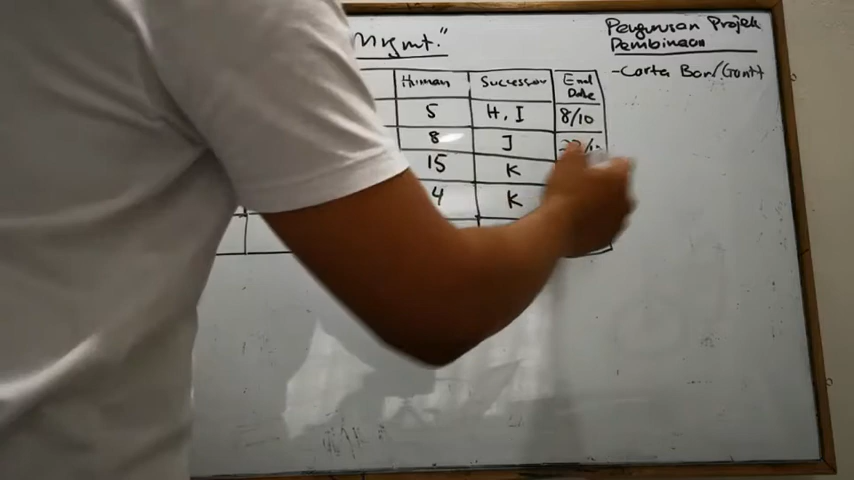 Mgmt."
Pengurusan Projek
Pembinaan
- Carta Bar/Gantt
Human Successor End Date
5 H, I 8/10
8 J
15 K
4 K